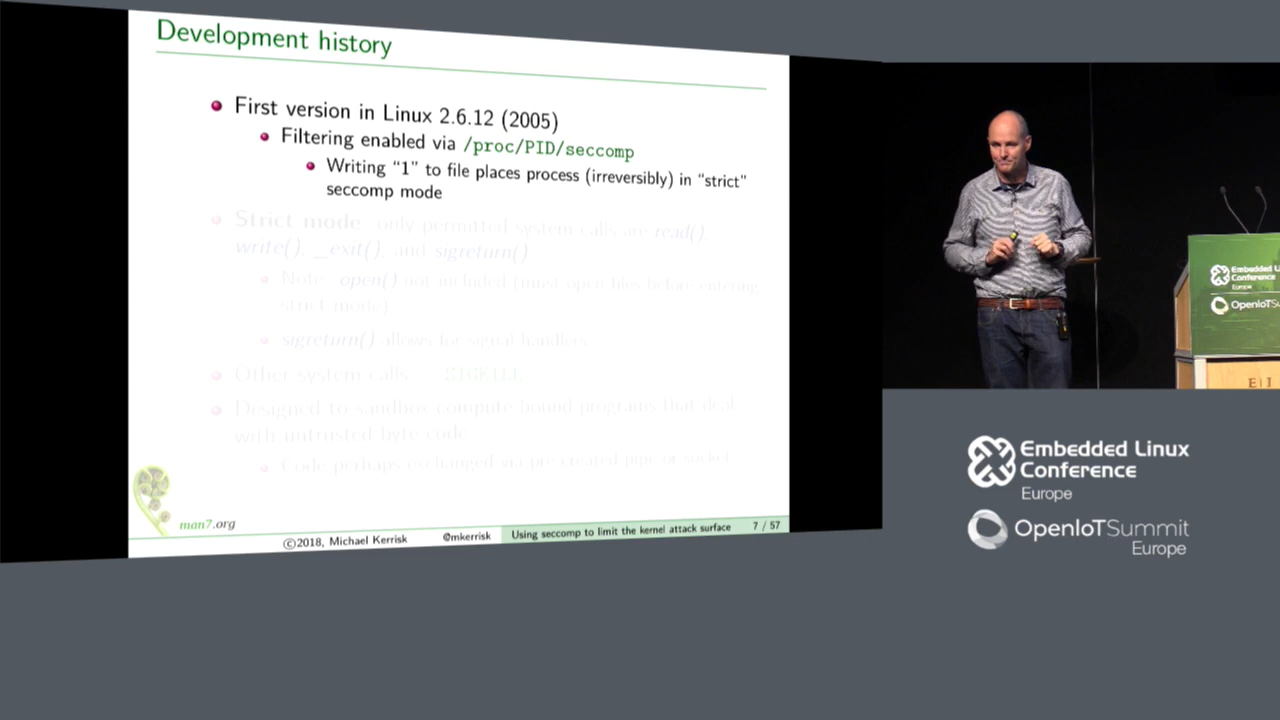 Development history
First version in Linux 2.6.12 (2005)
Filtering enabled via /proc/PID/seccomp
Writing “1” to file places process (irreversibly) in “strict”
seccomp mode
Strict mode: only permitted system calls are read(),
write(), _exit(), and sigreturn()
Note: open() not included (must open files before entering
strict mode)
sigreturn() allows for signal handlers
Other system calls SIGKILL
Designed to sandbox compute-bound programs that deal
with untrusted byte code
Code perhaps exchanged via pre-created pipe or socket
man7.org
©2018, Michael Kerrisk
@mkerrisk
Using seccomp to limit the kernel attack surface
7 / 57
Embedded L
Conference
Europe
OpenIoTSu
E | I
Embedded Linux
Conference
Europe
OpenIoTSummit
Europe